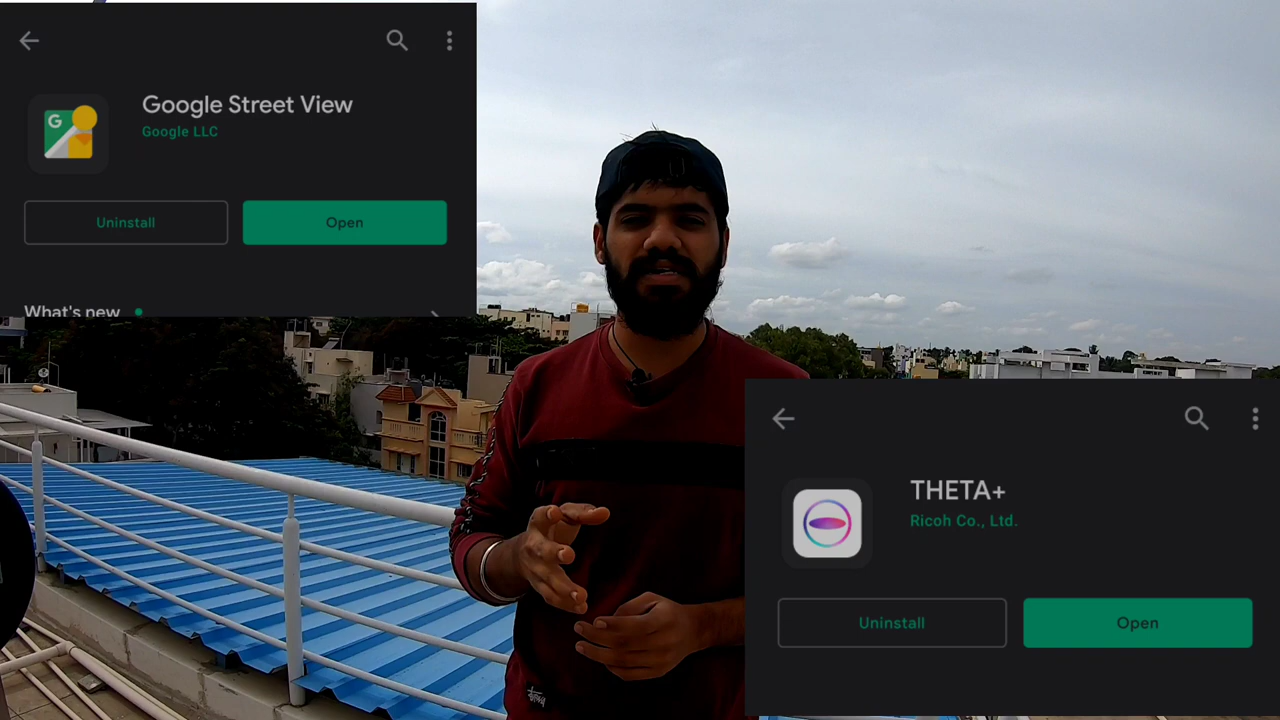 Google Street View
Google LLC
Uninstall
Open
What's new
THETA+
Ricoh Co., Ltd.
Uninstall
Open